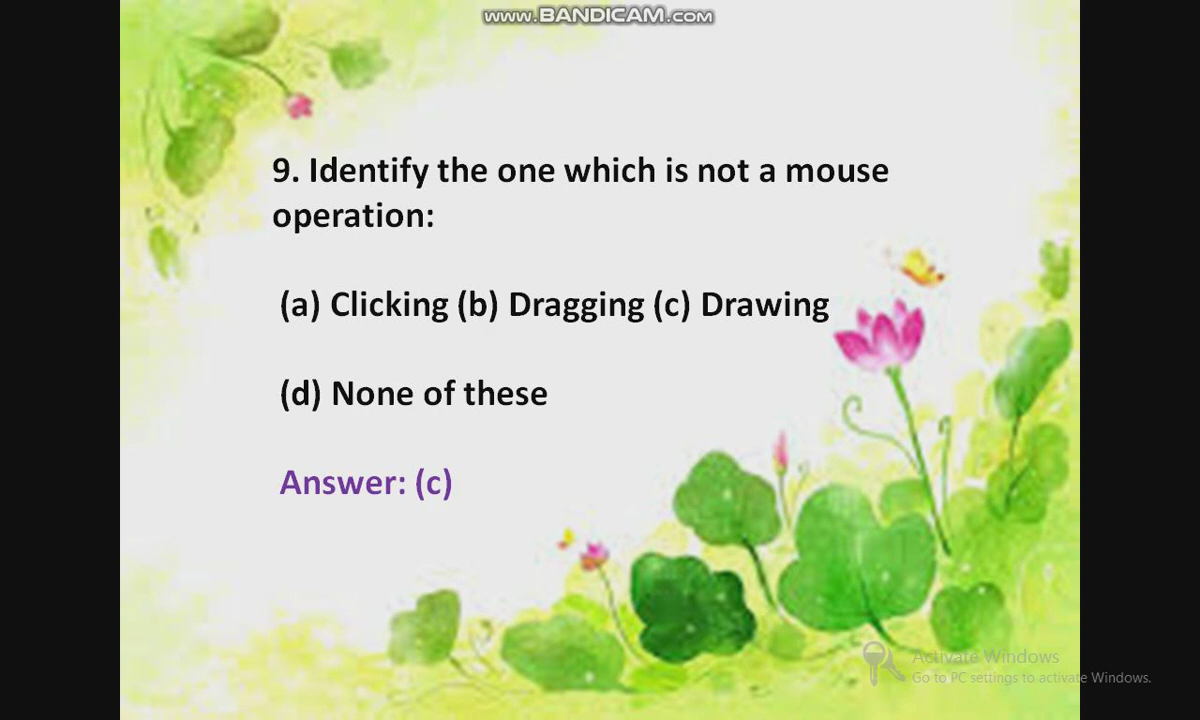 www.BANDICAM.com
9. Identify the one which is not a mouse
operation:
(a) Clicking (b) Dragging (c) Drawing
(d) None of these
Answer: (c)
Activate Windows
Go to PC settings to activate Windows.